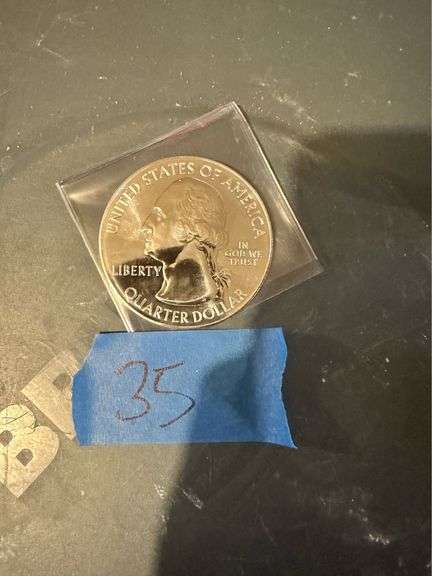 UNITED STATES OF AMERICA
IN
GOD WE
TRUST
LIBERTY
QUARTER DOLLAR
35